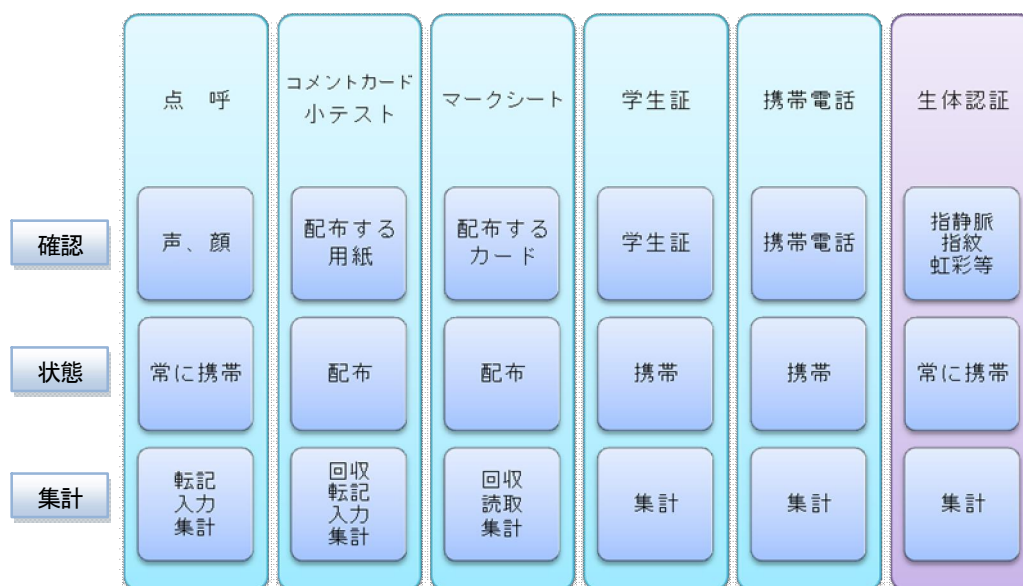 点 呼
コメントカード
小テスト
マークシート
学生証
携帯電話
生体認証
確認
声、顔
配布する
用紙
配布する
カード
学生証
携帯電話
指静脈
指紋
虹彩等
状態
常に携帯
配布
配布
携帯
携帯
常に携帯
集計
転記
入力
集計
回収
転記
入力
集計
回収
読取
集計
集計
集計
集計